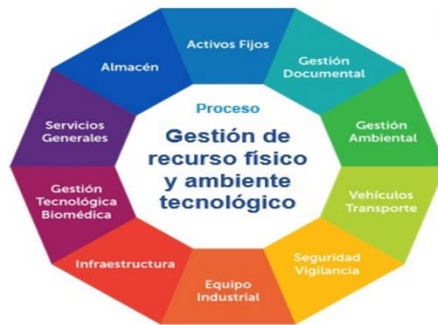 Activos Fijos
Gestión
Documental
Gestión
Ambiental
Vehículos
Transporte
Seguridad
Vigilancia
Equipo
Industrial
Infraestructura
Gestión
Tecnológica
Biomédica
Servicios
Generales
Almacén
Proceso
Gestión de
recurso físico
y ambiente
tecnológico